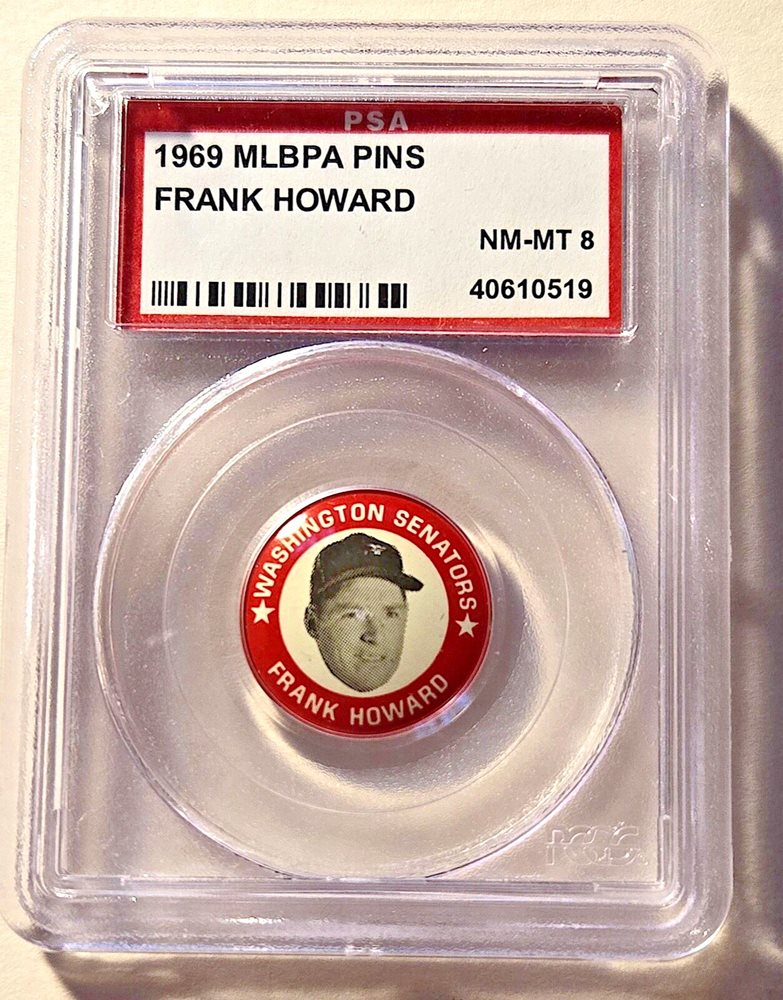 PSA
1969 MLBPA PINS
FRANK HOWARD
NM-MT 8
40610519
★WASHINGTON SENATORS★
FRANK HOWARD